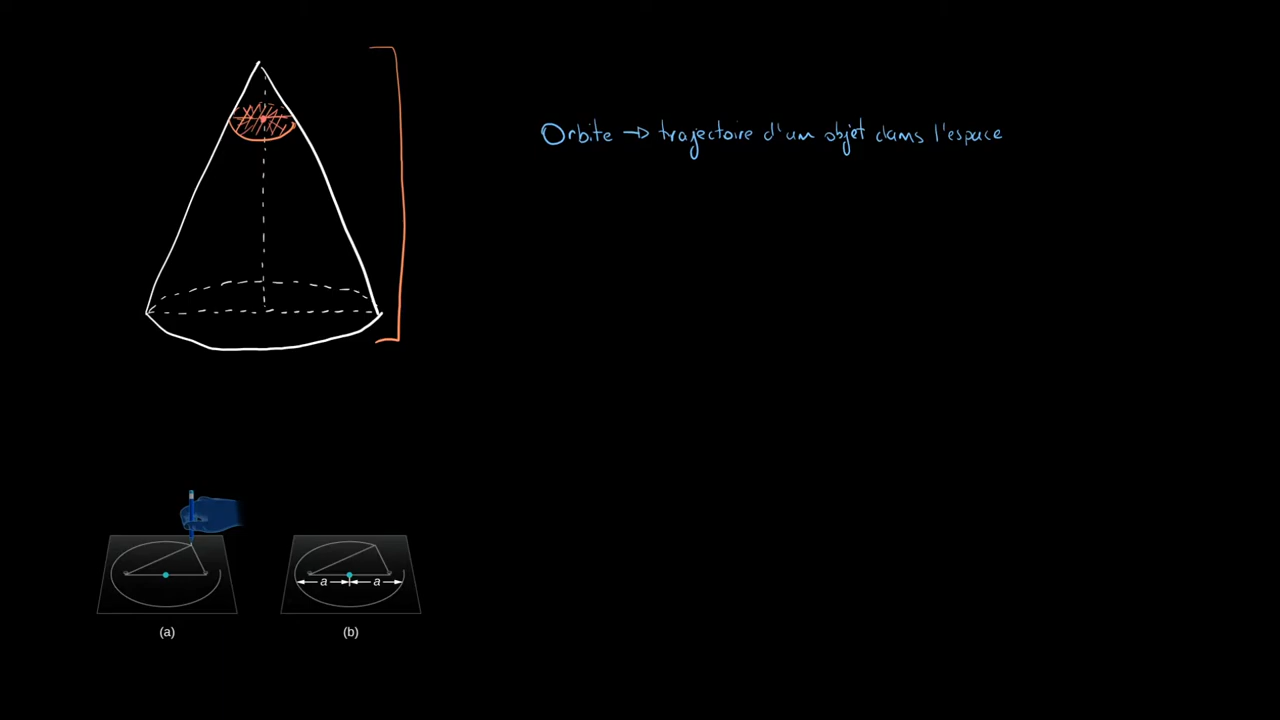 Orbite → trajectoire d'un objet dans l'espace
a a
(a) (b)